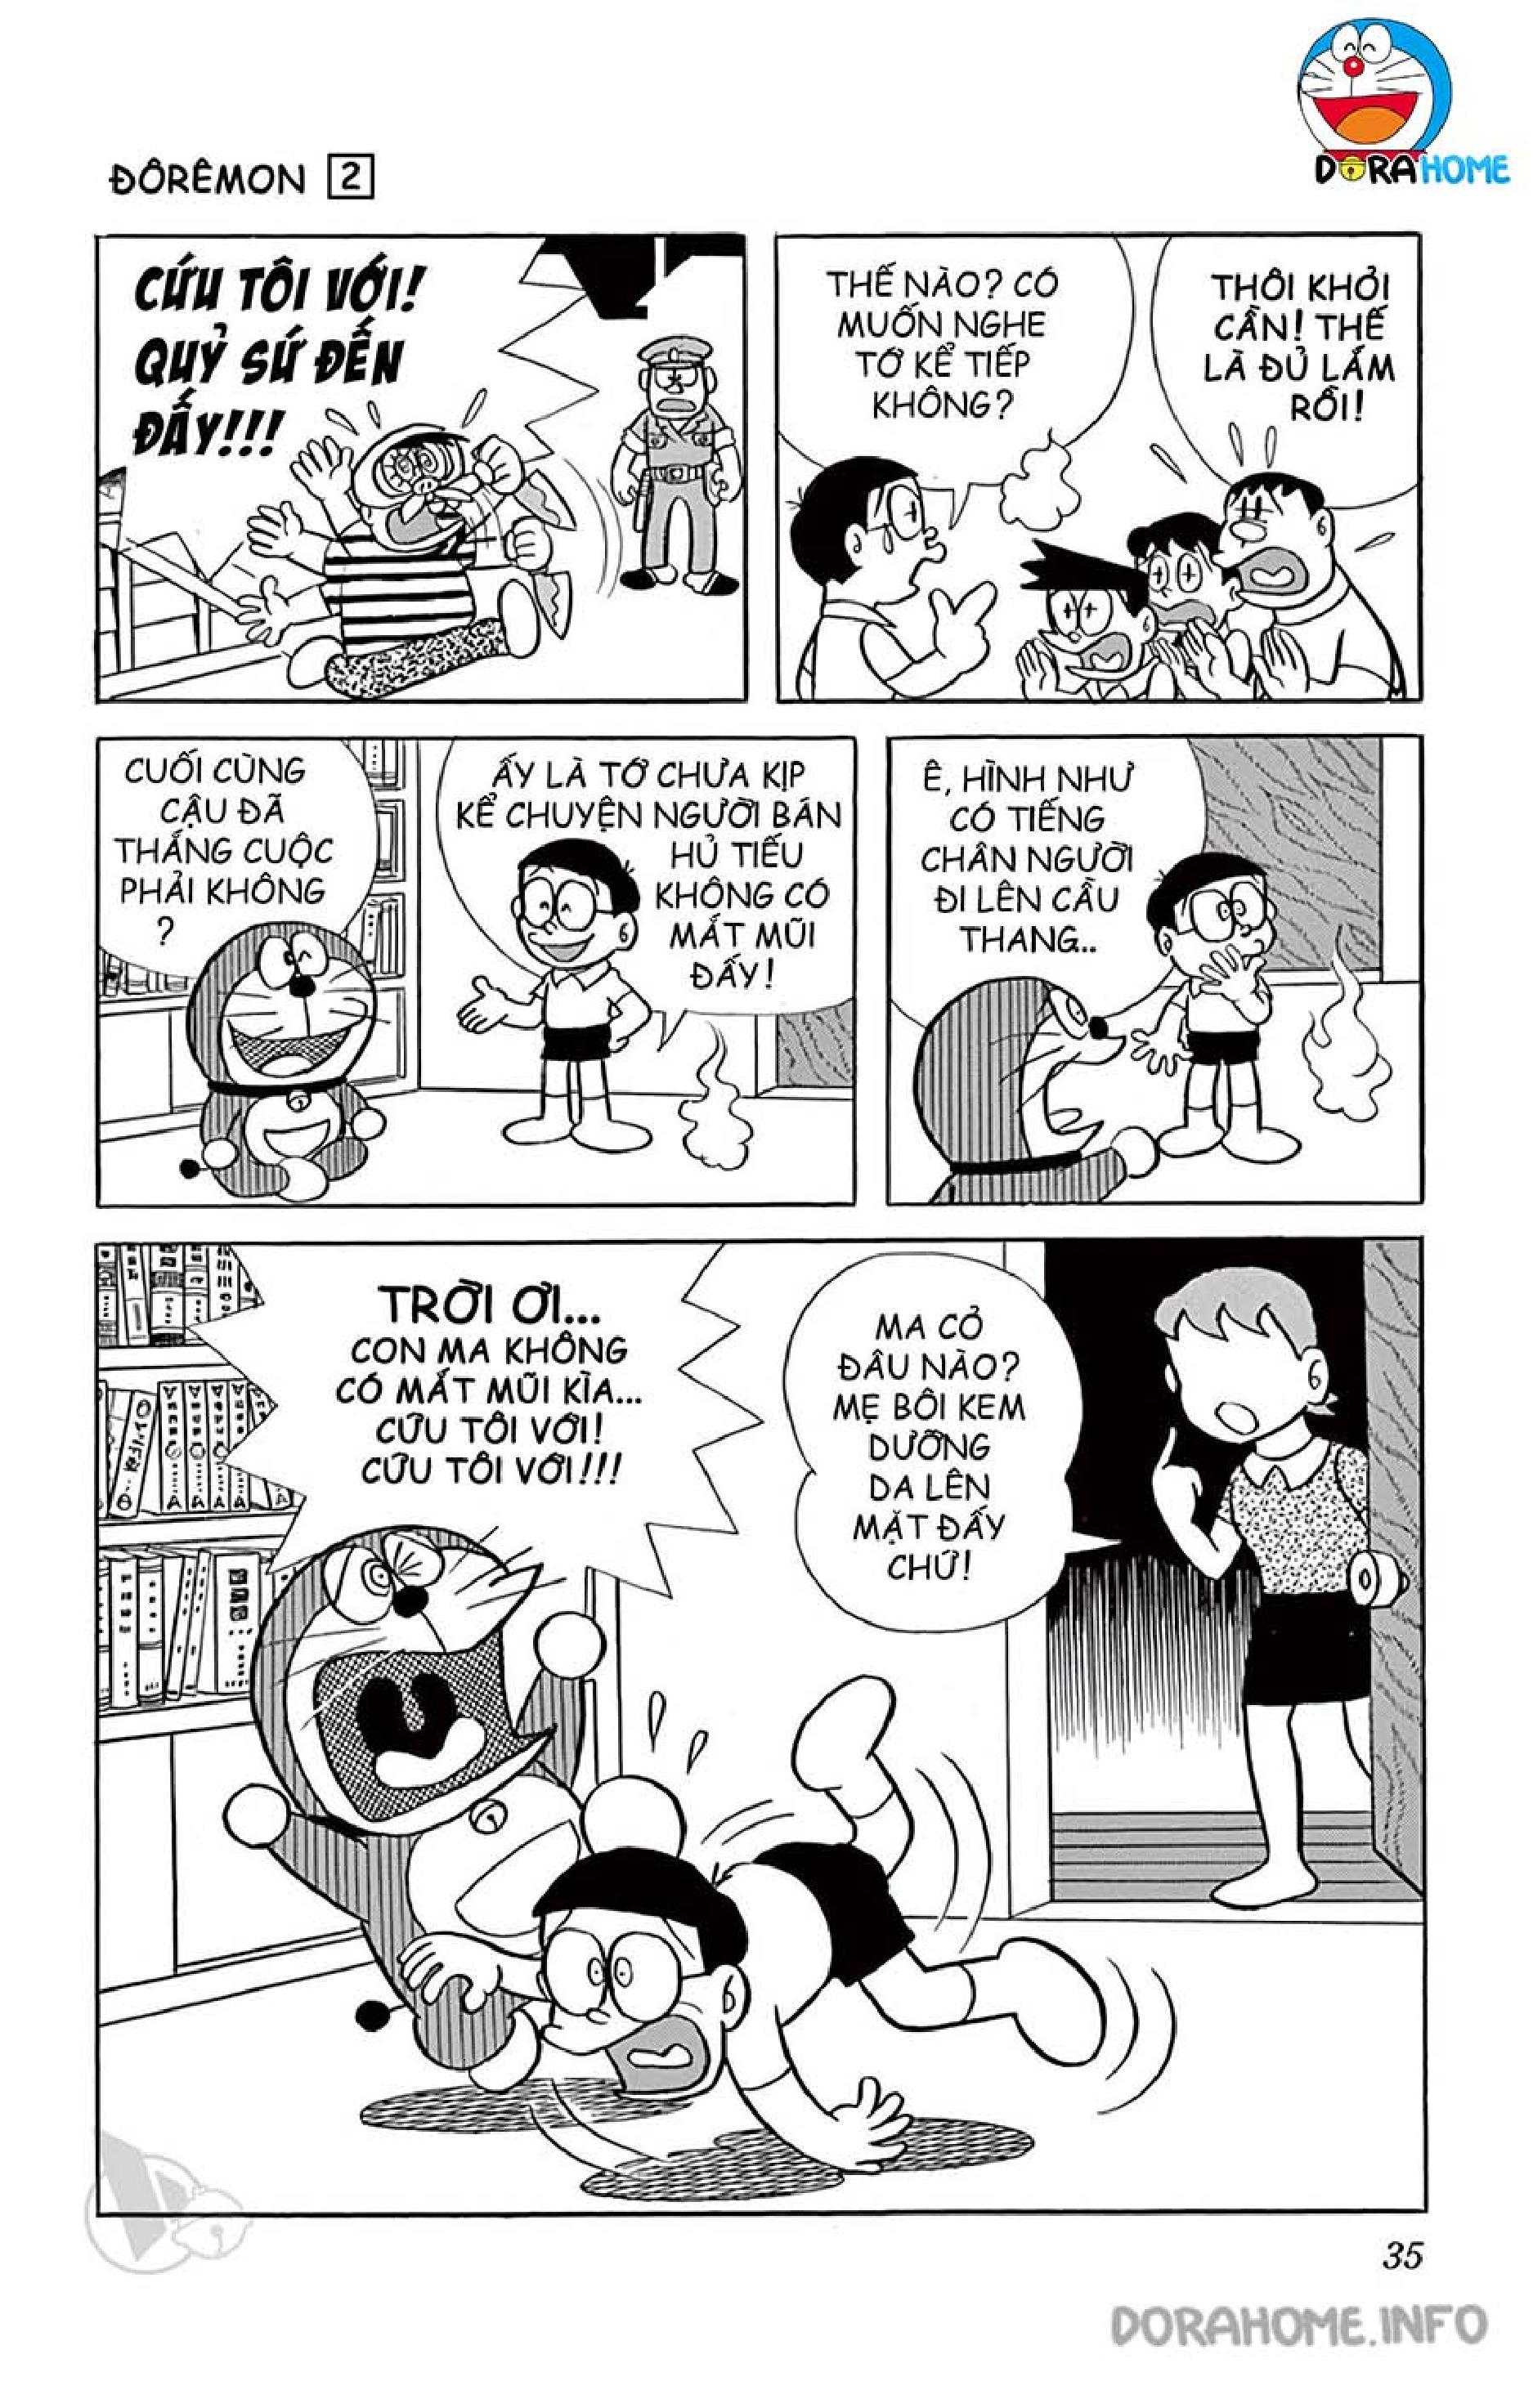 DORAHOME
ĐÔRÊMON 2
CỨU TÔI VỚI!
QUỶ SỨ ĐẾN
ĐẤY!!!
THẾ NÀO? CÓ
MUỐN NGHE
TỚ KỂ TIẾP
KHÔNG?
THÔI KHỎI
CẦN! THẾ
LÀ ĐỦ LẮM
RỒI!
CUỐI CÙNG
CẬU ĐÃ
THẮNG CUỘC
PHẢI KHÔNG
?
ẤY LÀ TỚ CHƯA KỊP
KỂ CHUYỆN NGƯỜI BÁN
HỦ TIẾU
KHÔNG CÓ
MẮT MŨI
ĐẤY!
Ê, HÌNH NHƯ
CÓ TIẾNG
CHÂN NGƯỜI
ĐI LÊN CẦU
THANG..
TRỜI ƠI...
CON MA KHÔNG
CÓ MẮT MŨI KÌA...
CỨU TÔI VỚI!
CỨU TÔI VỚI!!!
MA CỎ
ĐÂU NÀO?
MẸ BÔI KEM
DƯỠNG
DA LÊN
MẶT ĐẤY
CHỨ!
35
DORAHOME.INFO